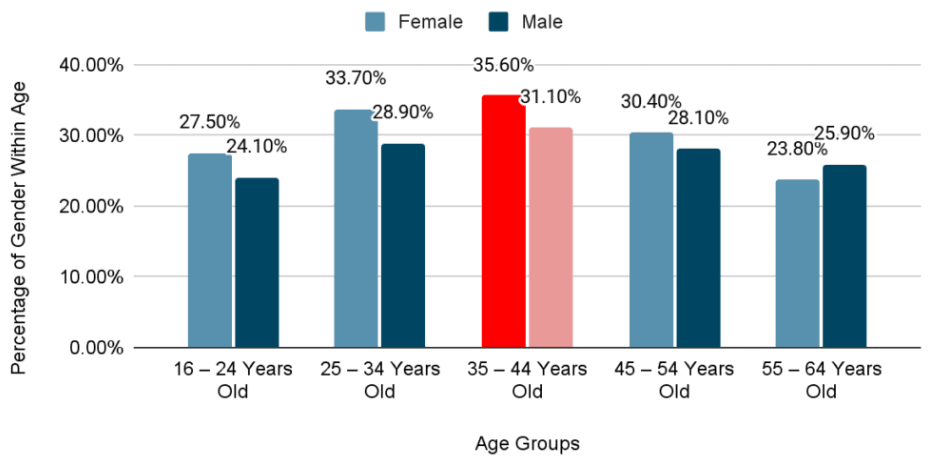 Female Male
40.00%
30.00%
20.00%
10.00%
0.00%
Percentage of Gender Within Age
27.50%
24.10%
33.70%
28.90%
35.60%
31.10%
30.40%
28.10%
23.80%
25.90%
16 – 24 Years
Old
25 – 34 Years
Old
35 – 44 Years
Old
45 – 54 Years
Old
55 – 64 Years
Old
Age Groups